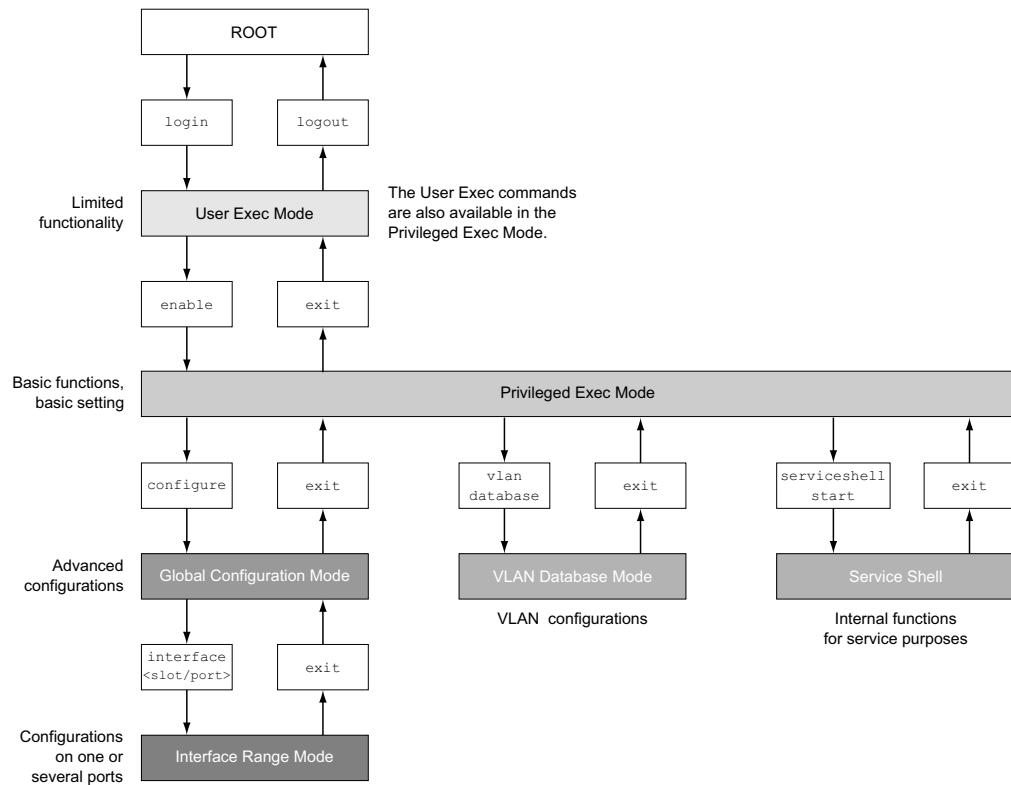 ROOT
login
logout
Limited
functionality
User Exec Mode
The User Exec commands
are also available in the
Privileged Exec Mode.
enable
exit
Basic functions,
basic setting
Privileged Exec Mode
configure
exit
vlan
database
exit
serviceshell
start
exit
Advanced
configurations
Global Configuration Mode
VLAN Database Mode
Service Shell
VLAN configurations
Internal functions
for service purposes
interface
<slot/port>
exit
Configurations
on one or
several ports
Interface Range Mode